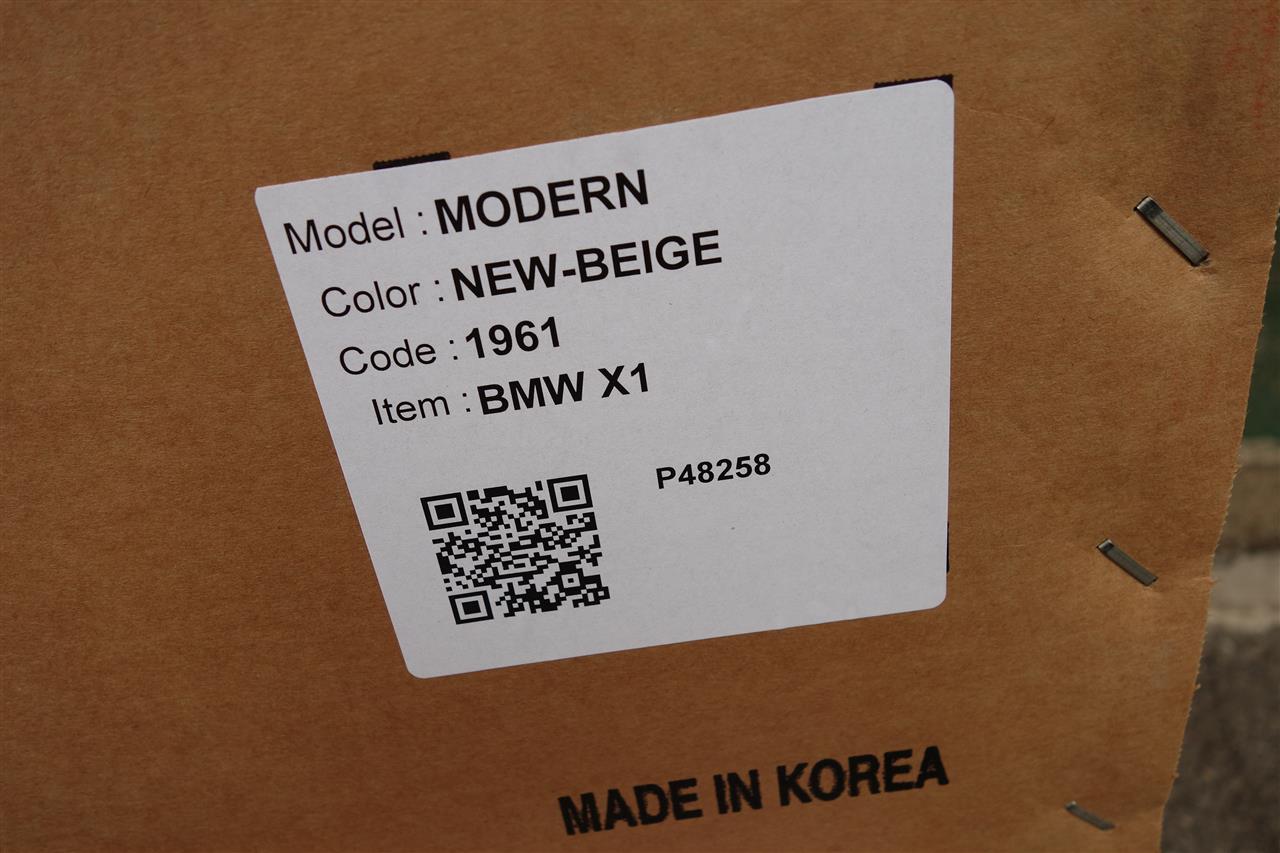 Model : MODERN
Color : NEW-BEIGE
Code : 1961
Item : BMW X1
P48258
MADE IN KOREA